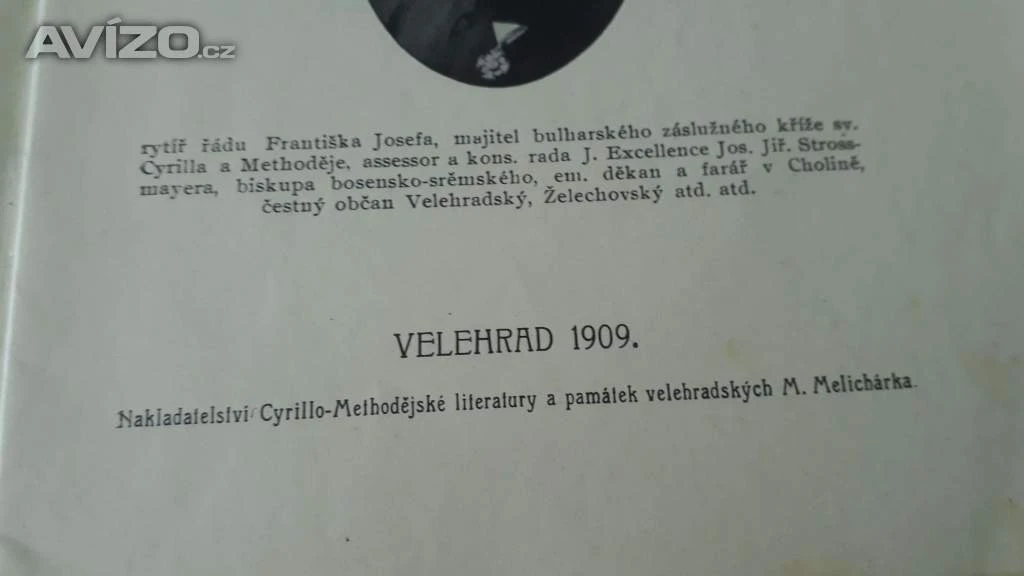 AVÍZO.cz
rytíř řádu Františka Josefa, majitel bulharského záslužného kříže sv.
Cyrilla a Methoděje, assessor a kons. rada J. Excellence Jos. Jiř. Stross-
mayera, biskupa bosensko-srěmského, em. děkan a farář v Cholině,
čestný občan Velehradský, Želechovský atd. atd.
VELEHRAD 1909.
Nakladatelství Cyrillo-Methodějské literatury a památek velehradských M. Melichárka.